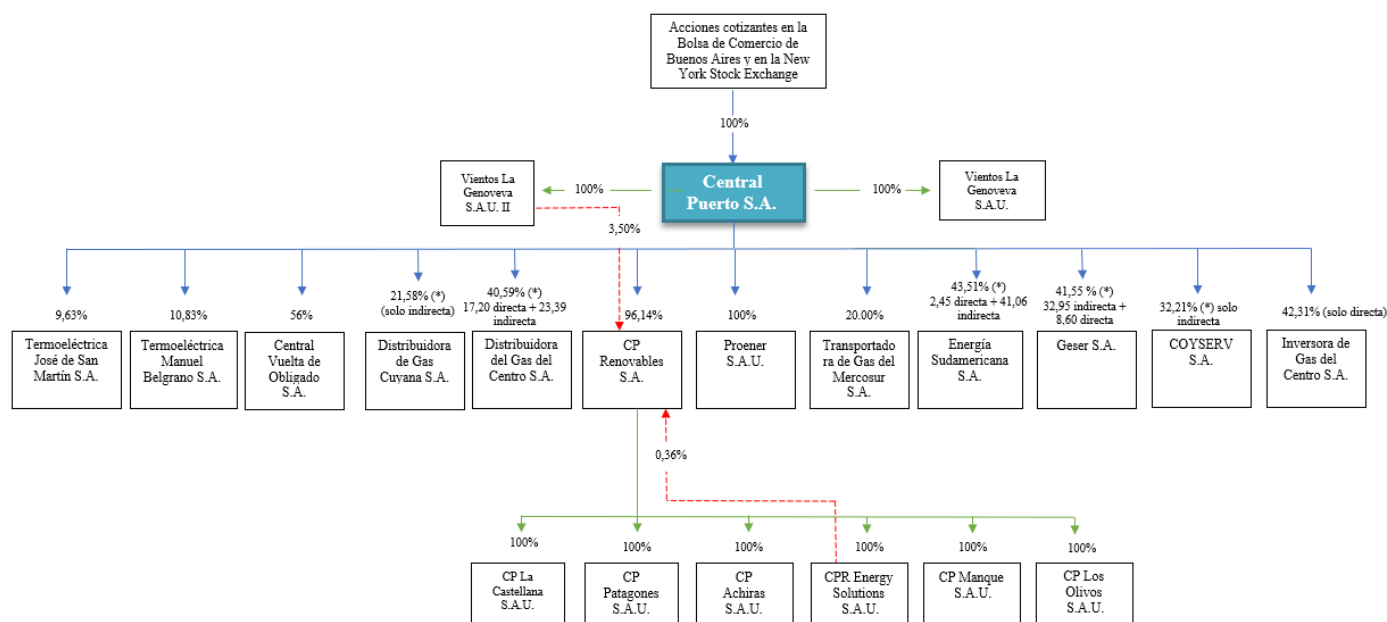 Acciones cotizantes en la
Bolsa de Comercio de
Buenos Aires y en la New
York Stock Exchange
100%
Vientos La
Genoveva
S.A.U. II
100%
Central
Puerto S.A.
100%
Vientos La
Genoveva
S.A.U.
3,50%
9,63%
10,83%
56%
21,58% (*)
(solo indirecta)
40,59% (*)
17,20 directa + 23,39
indirecta
96,14%
100%
20.00%
43,51% (*)
2,45 directa + 41,06
indirecta
41,55 % (*)
32,95 indirecta +
8,60 directa
32,21% (*) solo
indirecta
42,31% (solo directa)
Termoeléctrica
José de San
Martín S.A.
Termoeléctrica
Manuel
Belgrano S.A.
Central
Vuelta de
Obligado
S.A.
Distribuidora
de Gas
Cuyana S.A.
Distribuidora
del Gas del
Centro S.A.
CP
Renovables
S.A.
Proener
S.A.U.
Transportado
ra de Gas del
Mercosur
S.A.
Energía
Sudamericana
S.A.
Geser S.A.
COYSERV
S.A.
Inversora de
Gas del
Centro S.A.
0,36%
100%
100%
100%
100%
100%
100%
CP La
Castellana
S.A.U.
CP
Patagones
S.A.U.
CP
Achiras
S.A.U.
CPR Energy
Solutions
S.A.U.
CP Manque
S.A.U.
CP Los
Olivos
S.A.U.